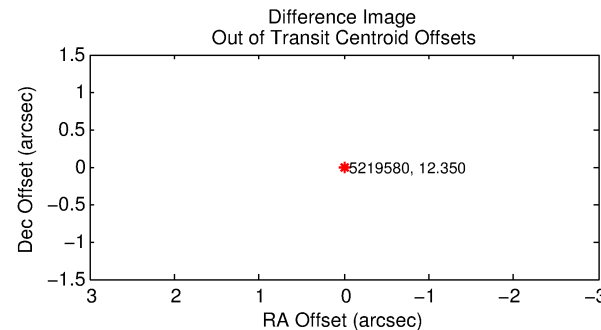 Difference Image
Out of Transit Centroid Offsets
1.5
1
0.5
0
−0.5
−1
−1.5
Dec Offset (arcsec)
5219580, 12.350
3 2 1 0 −1 −2 −3
RA Offset (arcsec)